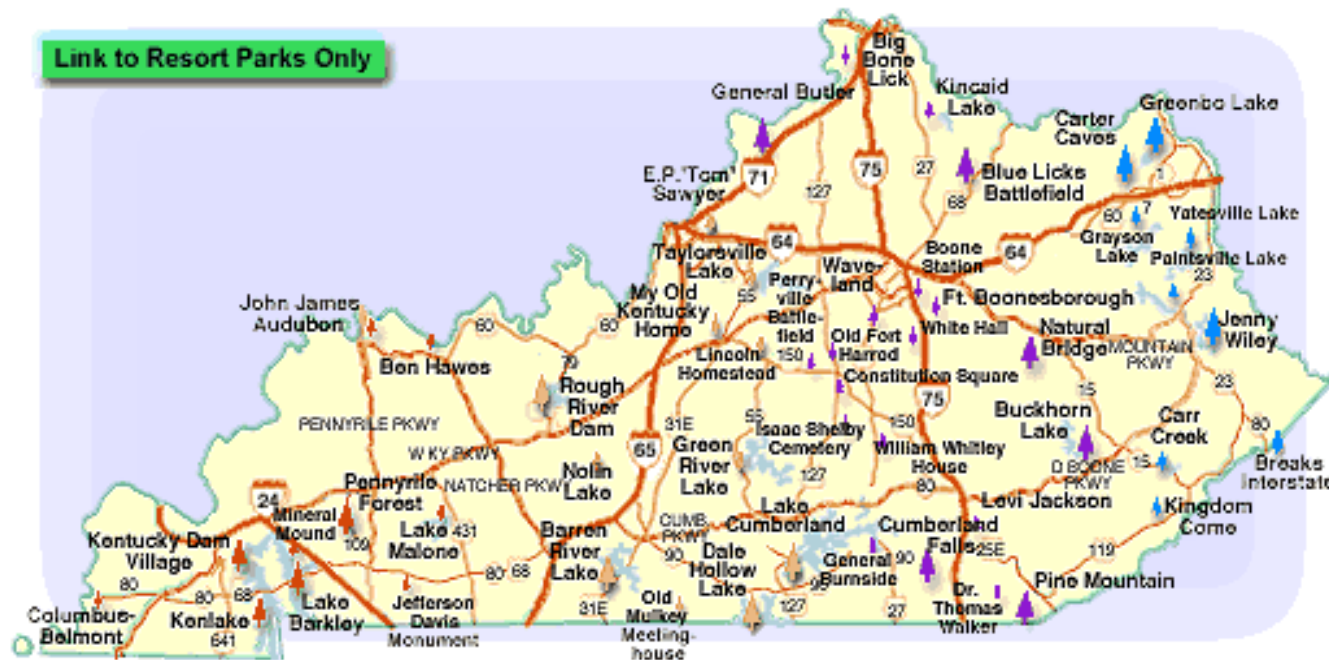 Link to Resort Parks Only
Big
Bone
Lick
General Butler
Kincaid
Lake
Greenbo Lake
Carter
Caves
E.P."Tom"
Sawyer
71
75
27
127
68
Blue Licks
Battlefield
1
7
60
Yatesville Lake
Grayson
Lake
Paintsville Lake
23
64
64
Boone
Station
Taylorsville
Lake
Wave-
land
Perry-
ville
Battle-
field
55
My Old
Kentucky
Home
Ft. Boonesborough
White Hall
Old Fort
Harrod
Natural
Bridge
MOUNTAIN
PKWY
Jenny
Wiley
John James
Audubon
60
60
79
Ben Hawes
Lincoln
Homestead
150
Constitution Square
Rough
River
Dam
15
23
PENNYRILE PKWY
31E
55
75
150
Buckhorn
Lake
Carr
Creek
80
W KY PKWY
65
Green
River
Lake
Isaac Shelby
Cemetery
William Whitley
House
Nolin
Lake
127
80
D BOONE
PKWY
15
Breaks
Interstate
24
Pennyrile
Forest
NATCHER PKWY
Levi Jackson
Mineral
Mound
Lake
Malone
Barren
River
Lake
CUMB
PKWY
Lake
Cumberland
Cumberland
Falls
Kingdom
Come
Kentucky Dam
Village
109
431
90
Dale
Hollow
Lake
General
Burnside
90
25E
119
80
80
68
80
68
90
Pine Mountain
Columbus-
Belmont
Kenlake
Lake
Barkley
Jefferson
Davis
Monument
31E
Old
Mulkey
Meeting-
house
127
27
Dr.
Thomas
Walker
641